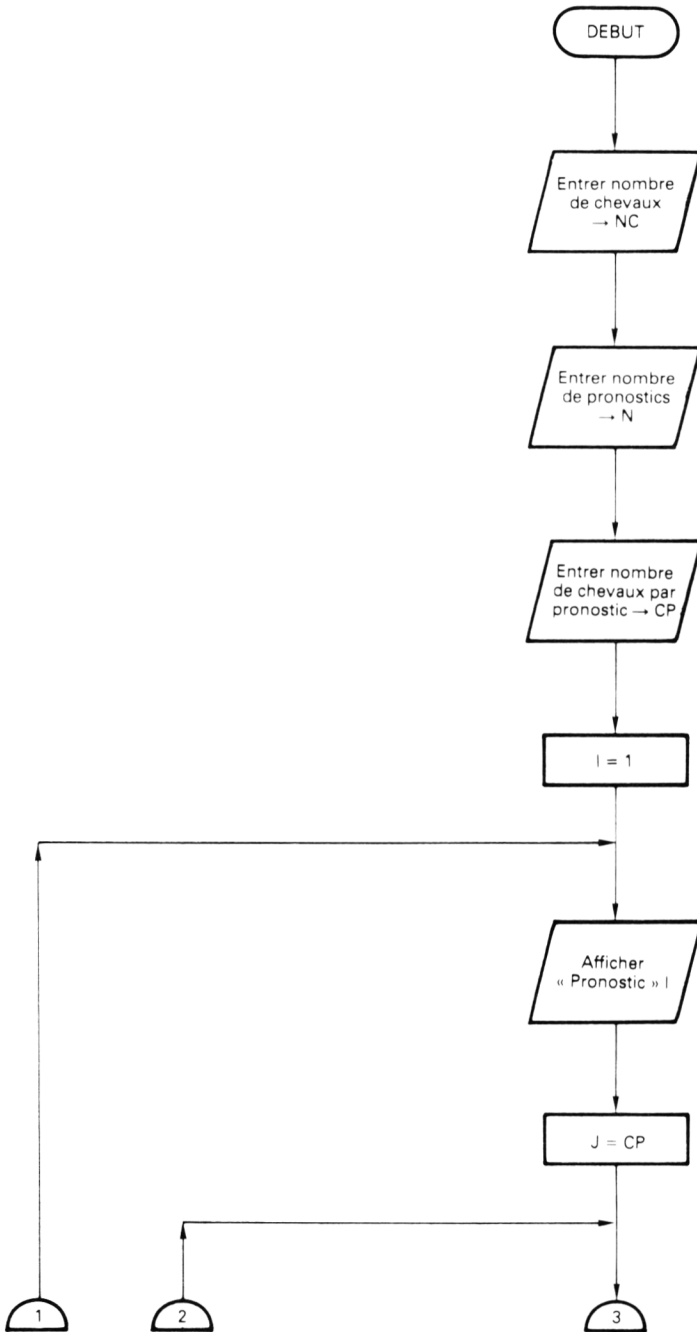 DEBUT
Entrer nombre
de chevaux
→ NC
Entrer nombre
de pronostics
→ N
Entrer nombre
de chevaux par
pronostic → CP
I = 1
Afficher
« Pronostic » I
J = CP
1
2
3